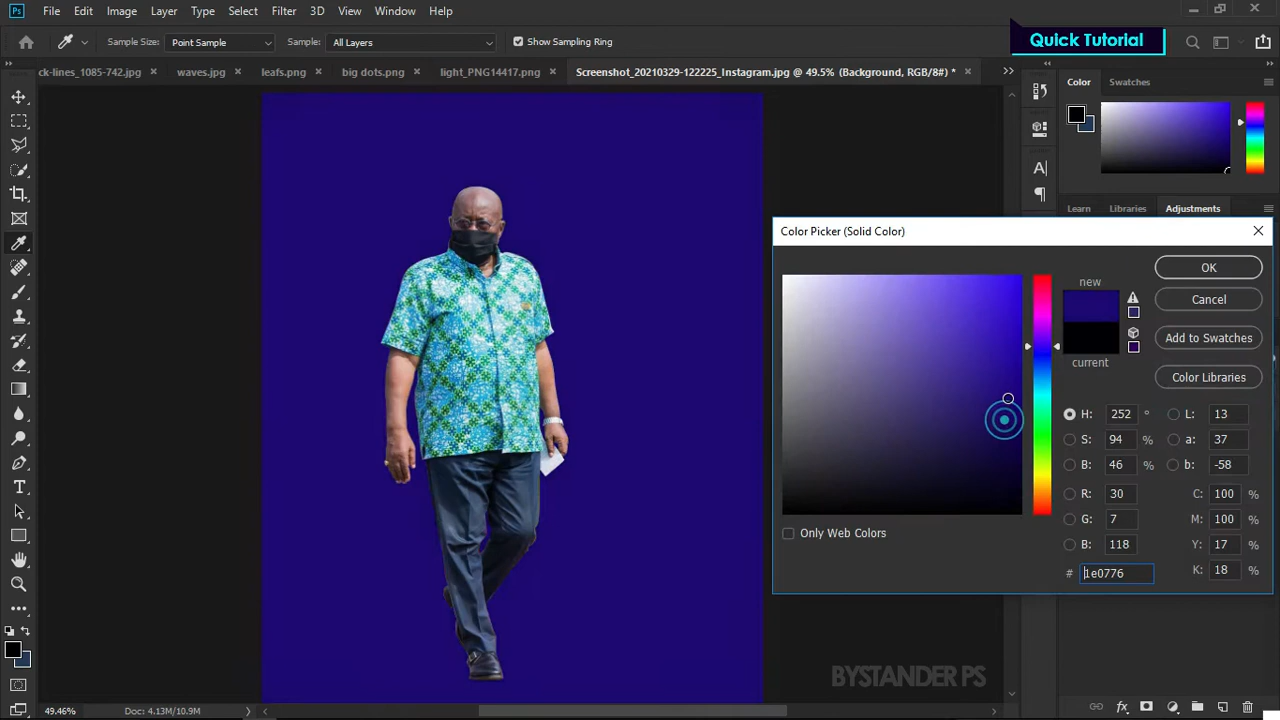 Ps File Edit Image Layer Type Select Filter 3D View Window Help
Quick Tutorial
Sample Size: Point Sample Sample: All Layers Show Sampling Ring
ck-lines_1085-742.jpg × waves.jpg × leafs.png × big dots.png × light_PNG14417.png × Screenshot_20210329-122225_Instagram.jpg @ 49.5% (Background, RGB/8#) * ×
Color Swatches
Learn Libraries Adjustments
Color Picker (Solid Color)
new
current
OK
Cancel
Add to Swatches
Color Libraries
H: 252 ° L: 13
S: 94 % a: 37
B: 46 % b: -58
R: 30 C: 100 %
G: 7 M: 100 %
B: 118 Y: 17 %
# 1e0776 K: 18 %
Only Web Colors
BYSTANDER PS
49.46% Doc: 4.13M/10.9M